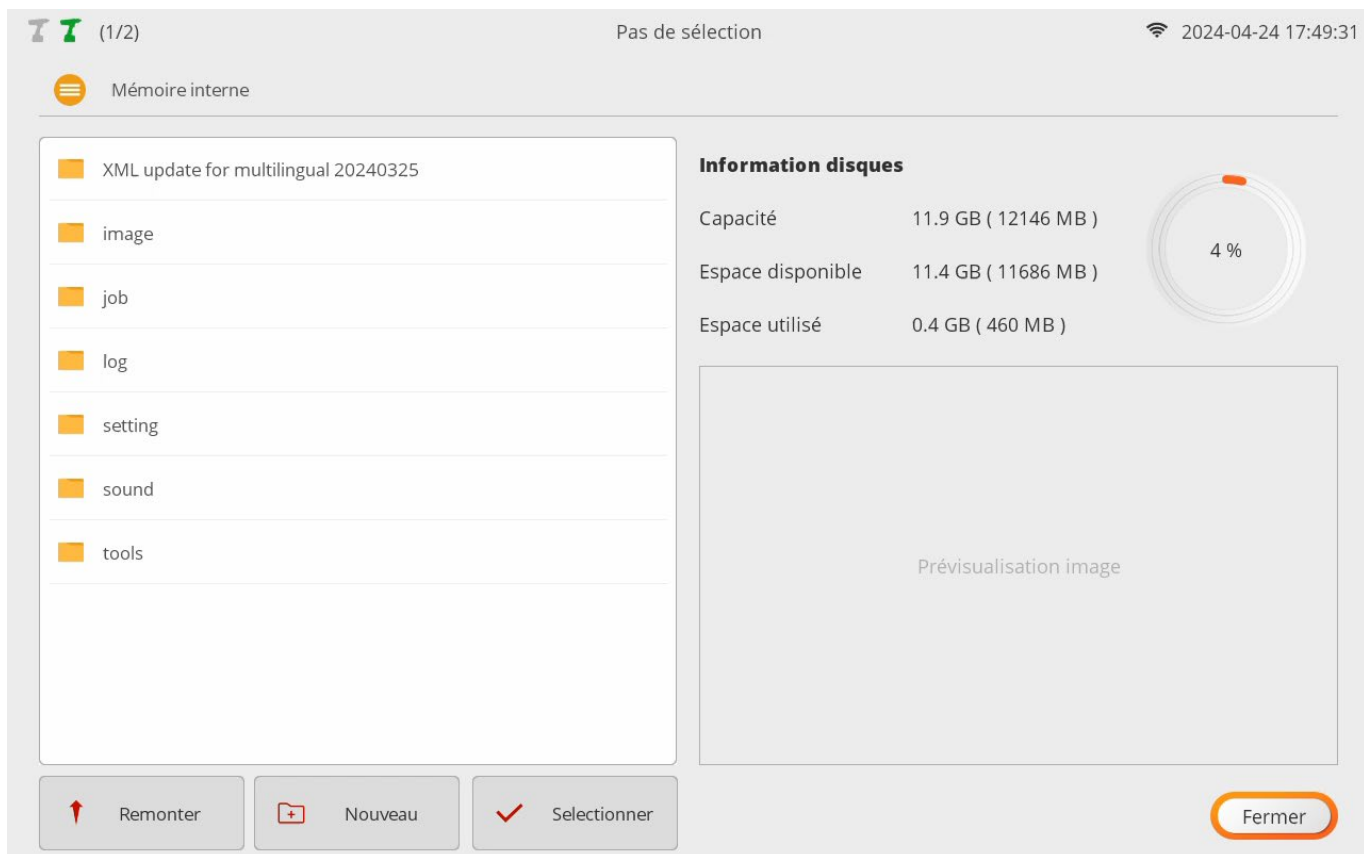 (1/2) Pas de sélection 2024-04-24 17:49:31
Mémoire interne
XML update for multilingual 20240325
image
job
log
setting
sound
tools
Information disques
Capacité 11.9 GB ( 12146 MB )
Espace disponible 11.4 GB ( 11686 MB )
Espace utilisé 0.4 GB ( 460 MB )
4 %
Prévisualisation image
Remonter Nouveau Selectionner Fermer